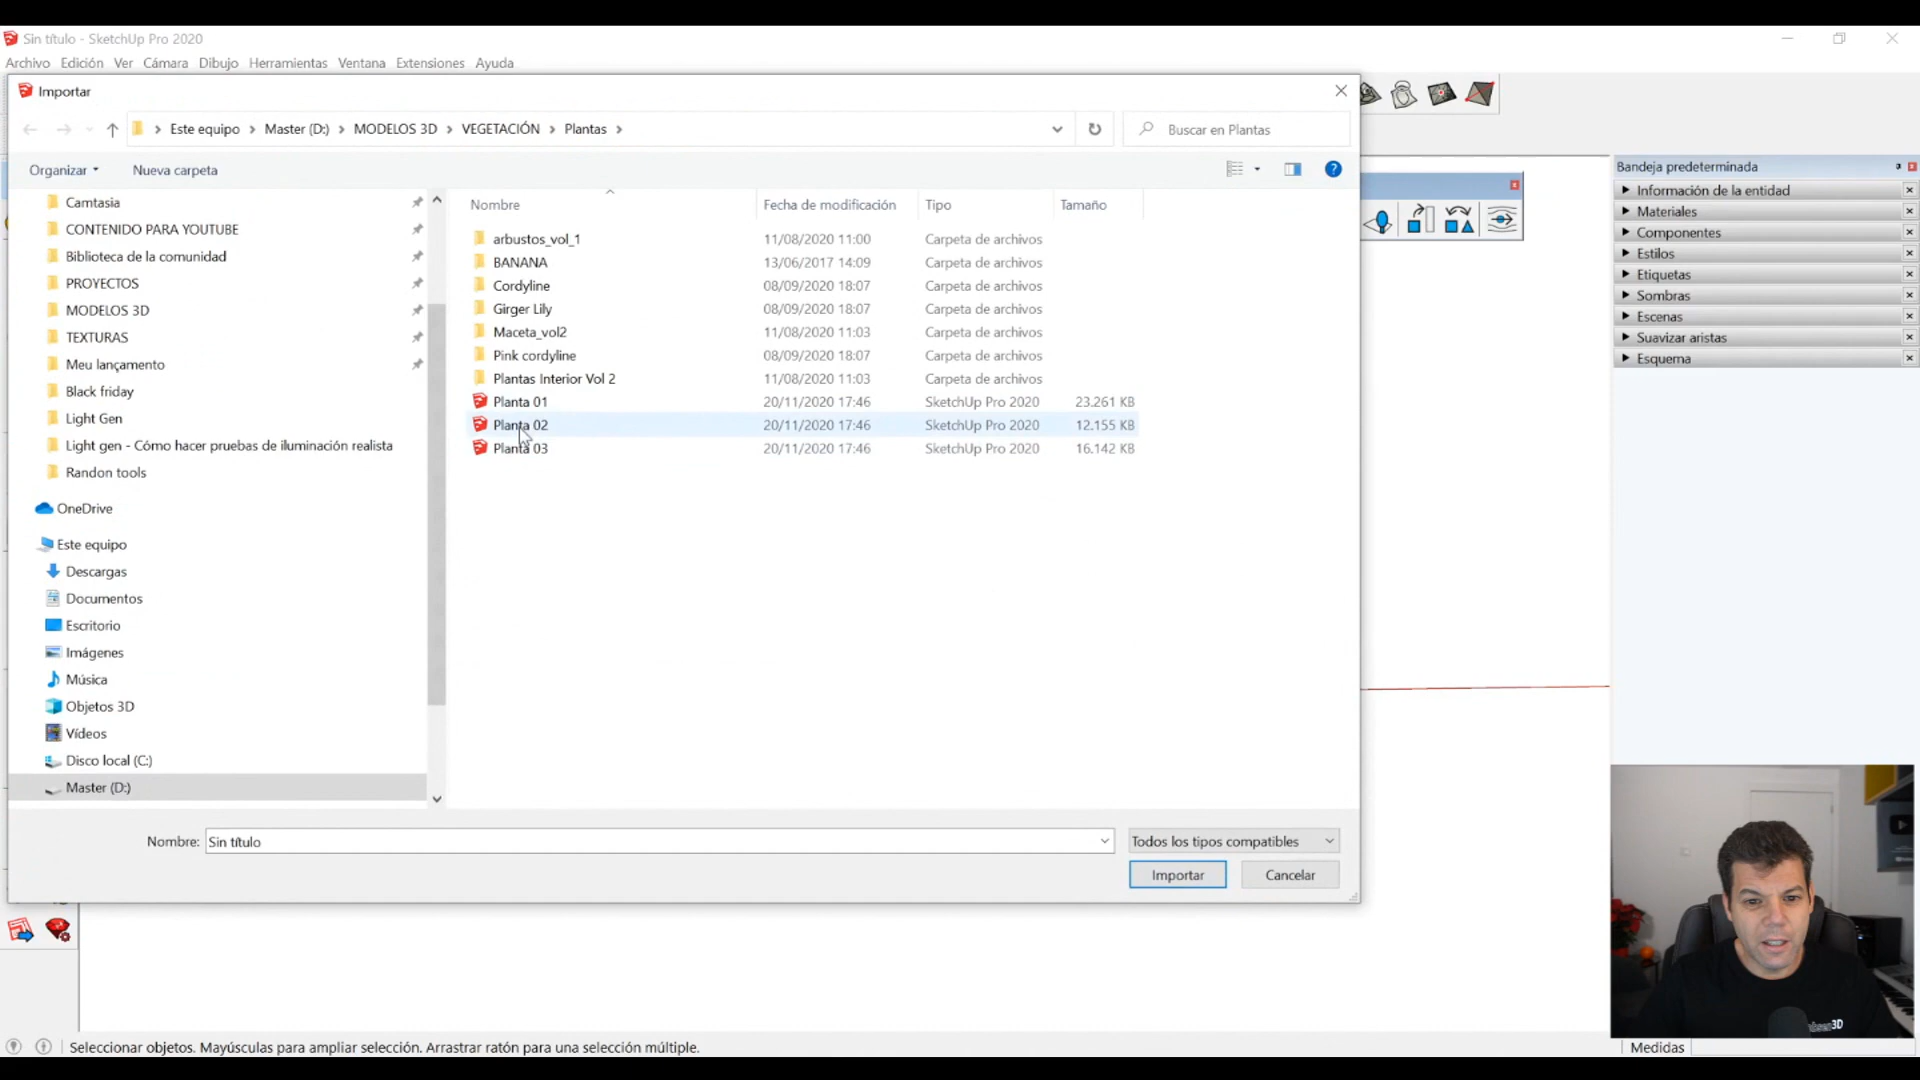 Sin título - SketchUp Pro 2020
Archivo Edición Ver Cámara Dibujo Herramientas Ventana Extensiones Ayuda
Importar
Este equipo > Master (D:) > MODELOS 3D > VEGETACIÓN > Plantas >
Buscar en Plantas
Organizar
Nueva carpeta
Camtasia
CONTENIDO PARA YOUTUBE
Biblioteca de la comunidad
PROYECTOS
MODELOS 3D
TEXTURAS
Meu lançamento
Black friday
Light Gen
Light gen - Cómo hacer pruebas de iluminación realista
Randon tools
OneDrive
Este equipo
Descargas
Documentos
Escritorio
Imágenes
Música
Objetos 3D
Vídeos
Disco local (C:)
Master (D:)
Nombre Fecha de modificación Tipo Tamaño
arbustos_vol_1 11/08/2020 11:00 Carpeta de archivos
BANANA 13/06/2017 14:09 Carpeta de archivos
Cordyline 08/09/2020 18:07 Carpeta de archivos
Girger Lily 08/09/2020 18:07 Carpeta de archivos
Maceta_vol2 11/08/2020 11:03 Carpeta de archivos
Pink cordyline 08/09/2020 18:07 Carpeta de archivos
Plantas Interior Vol 2 11/08/2020 11:03 Carpeta de archivos
Planta 01 20/11/2020 17:46 SketchUp Pro 2020 23.261 KB
Planta 02 20/11/2020 17:46 SketchUp Pro 2020 12.155 KB
Planta 03 20/11/2020 17:46 SketchUp Pro 2020 16.142 KB
Nombre: Sin título
Todos los tipos compatibles
Importar
Cancelar
Bandeja predeterminada
Información de la entidad
Materiales
Componentes
Estilos
Etiquetas
Sombras
Escenas
Suavizar aristas
Esquema
Seleccionar objetos. Mayúsculas para ampliar selección. Arrastrar ratón para una selección múltiple.
Medidas